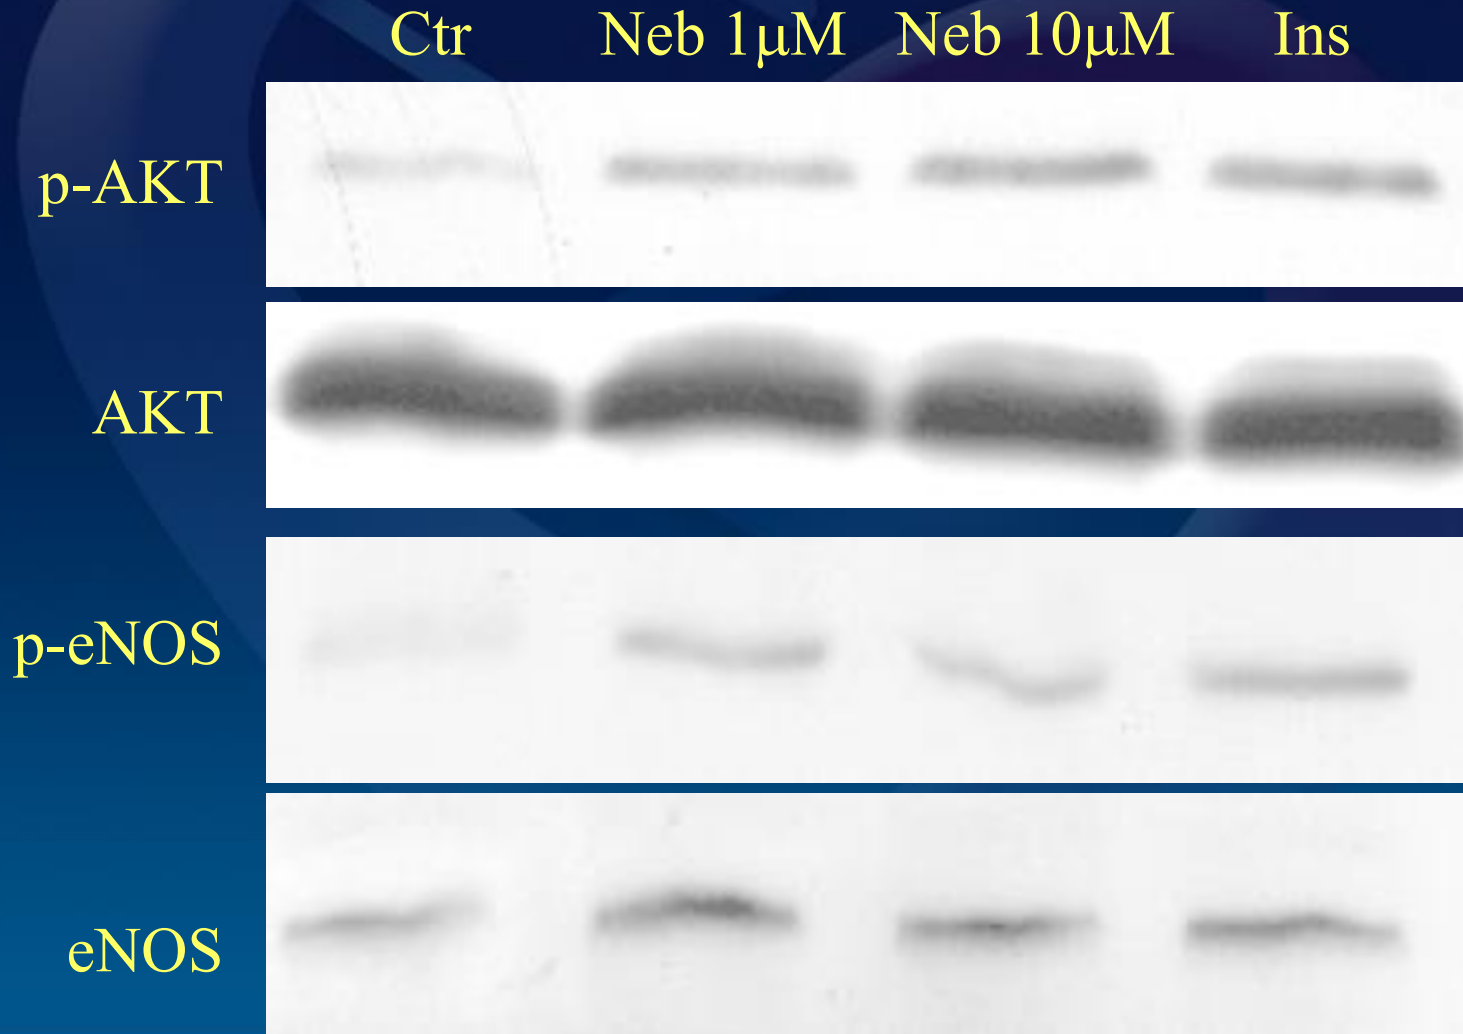 Ctr Neb 1μM Neb 10μM Ins
p-AKT
AKT
p-eNOS
eNOS